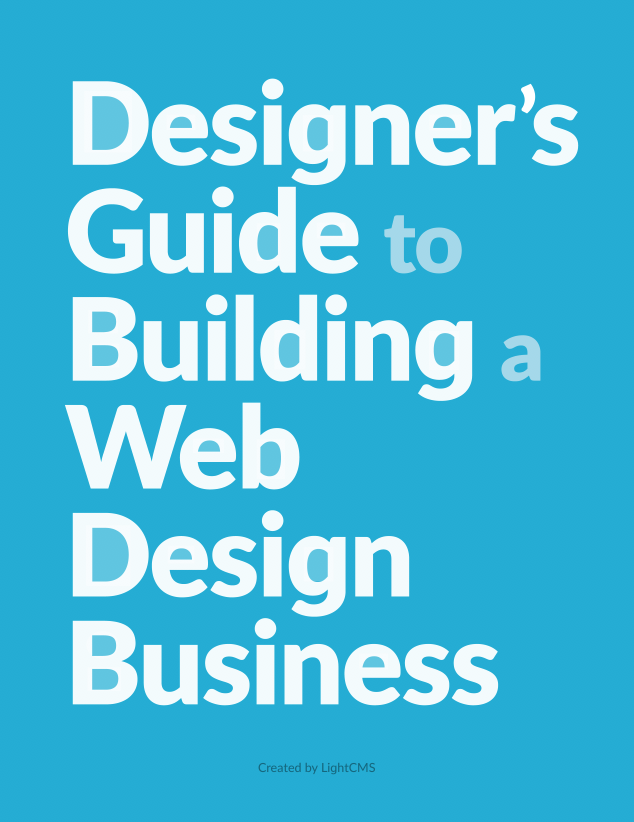 Designer’s
Guide to
Building a
Web
Design
Business
Created by LightCMS